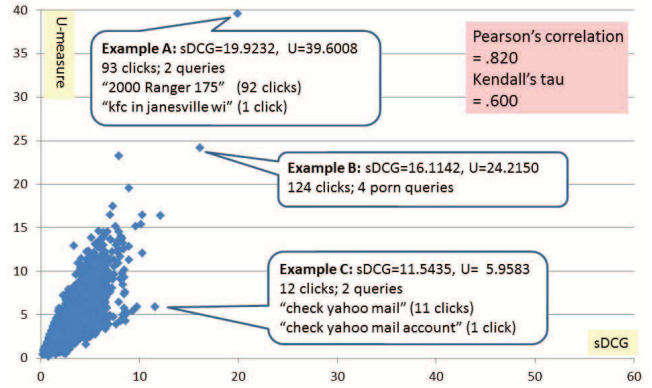 40
35
30
25
20
15
10
5
0
U-measure
Example A: sDCG=19.9232, U=39.6008
93 clicks; 2 queries
“2000 Ranger 175” (92 clicks)
“kfc in janesville wi” (1 click)
Pearson’s correlation
= .820
Kendall’s tau
= .600
Example B: sDCG=16.1142, U=24.2150
124 clicks; 4 porn queries
Example C: sDCG=11.5435, U= 5.9583
12 clicks; 2 queries
“check yahoo mail” (11 clicks)
“check yahoo mail account” (1 click)
sDCG
0 10 20 30 40 50 60